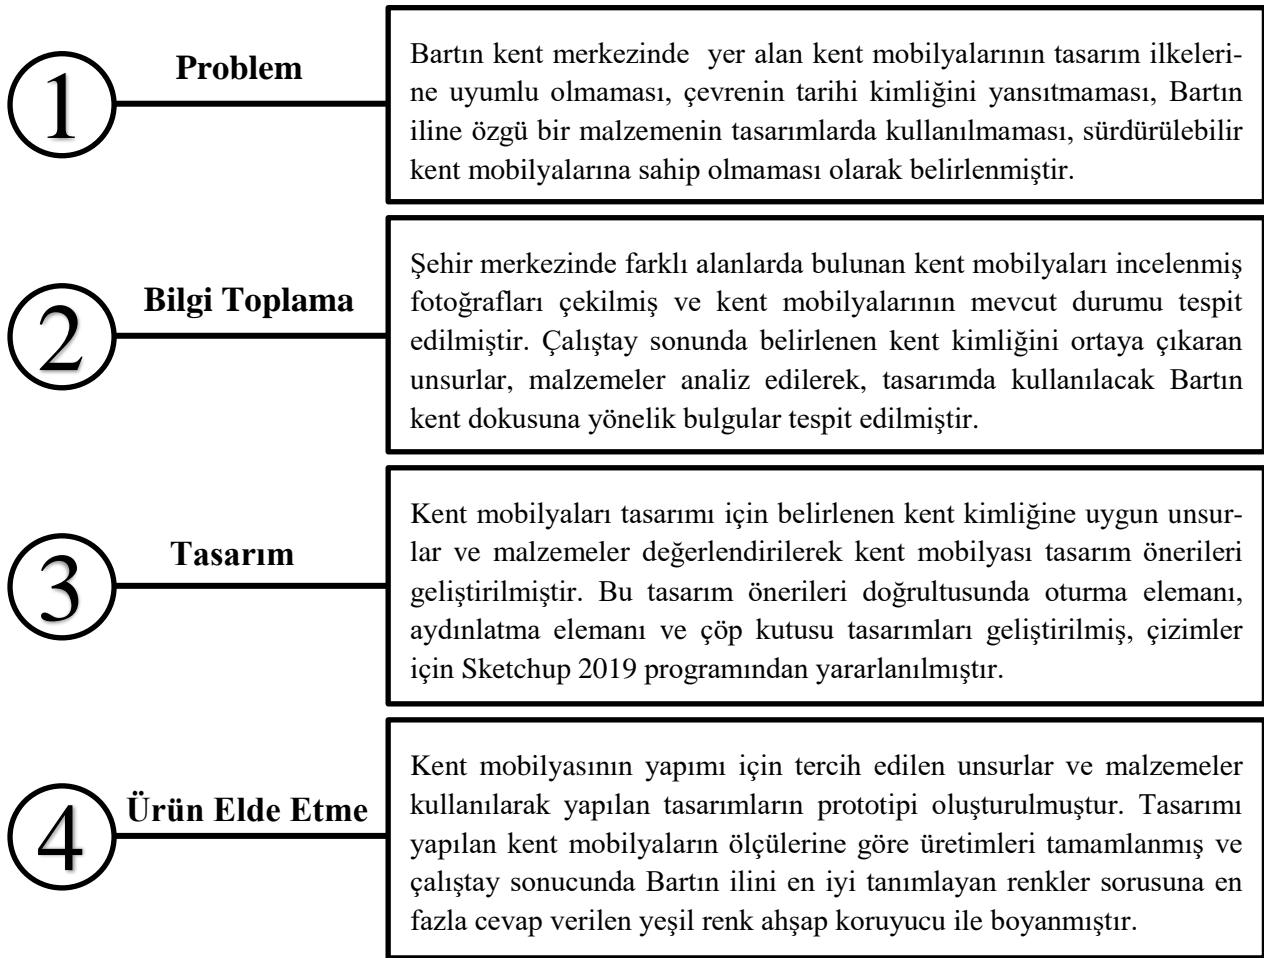 1
Problem
Bartın kent merkezinde yer alan kent mobilyalarının tasarım ilkeleri-
ne uyumlu olmaması, çevrenin tarihi kimliğini yansıtmaması, Bartın
iline özgü bir malzemenin tasarımlarda kullanılmaması, sürdürülebilir
kent mobilyalarına sahip olmaması olarak belirlenmiştir.
2
Bilgi Toplama
Şehir merkezinde farklı alanlarda bulunan kent mobilyaları incelenmiş
fotoğrafları çekilmiş ve kent mobilyalarının mevcut durumu tespit
edilmiştir. Çalıştay sonunda belirlenen kent kimliğini ortaya çıkaran
unsurlar, malzemeler analiz edilerek, tasarımda kullanılacak Bartın
kent dokusuna yönelik bulgular tespit edilmiştir.
3
Tasarım
Kent mobilyaları tasarımı için belirlenen kent kimliğine uygun unsur-
lar ve malzemeler değerlendirilerek kent mobilyası tasarım önerileri
geliştirilmiştir. Bu tasarım önerileri doğrultusunda oturma elemanı,
aydınlatma elemanı ve çöp kutusu tasarımları geliştirilmiş, çizimler
için Sketchup 2019 programından yararlanılmıştır.
4
Ürün Elde Etme
Kent mobilyasının yapımı için tercih edilen unsurlar ve malzemeler
kullanılarak yapılan tasarımların prototipi oluşturulmuştur. Tasarımı
yapılan kent mobilyaların ölçülerine göre üretimleri tamamlanmış ve
çalıştay sonucunda Bartın ilini en iyi tanımlayan renkler sorusuna en
fazla cevap verilen yeşil renk ahşap koruyucu ile boyanmıştır.